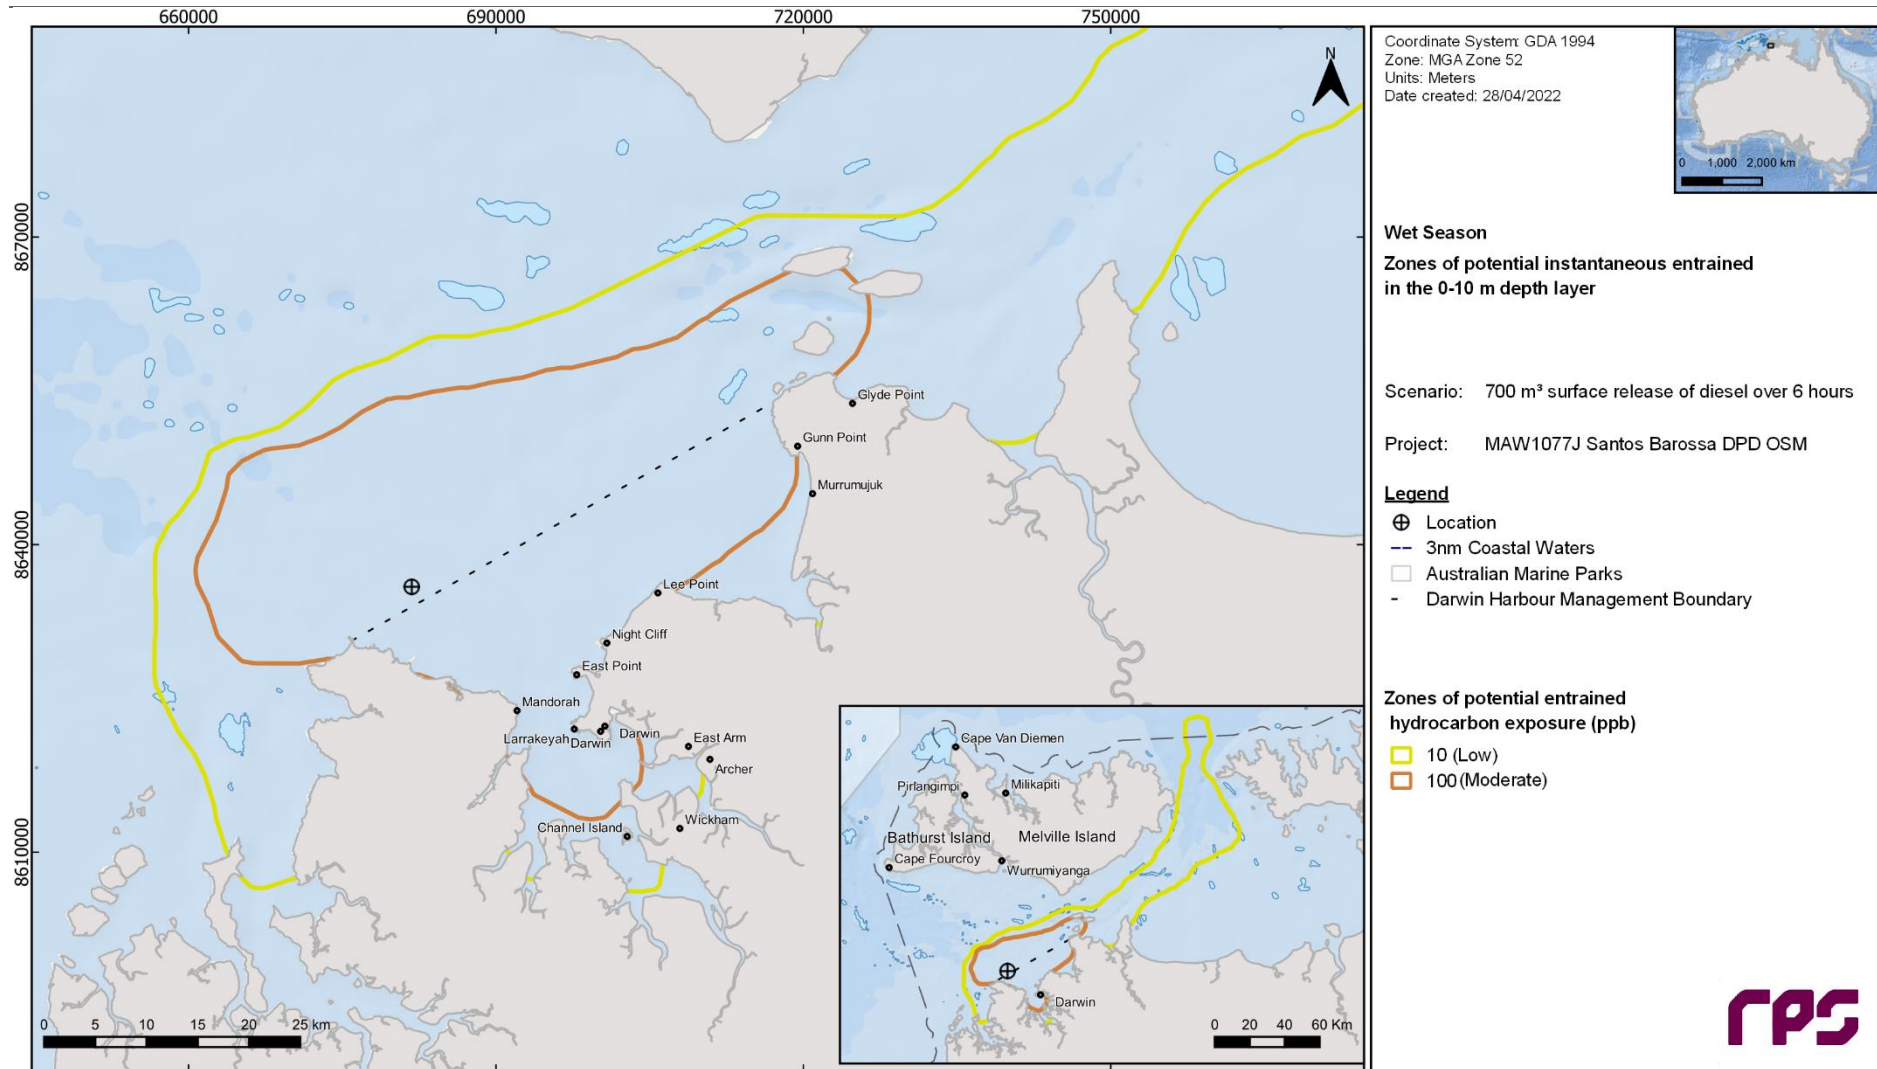 660000
690000
720000
750000
8670000
8640000
8610000
N
Glyde Point
Gunn Point
Murrumujuk
Lee Point
Night Cliff
East Point
Mandorah
Larrakeyah
Darwin
Darwin
East Arm
Archer
Wickham
Channel Island
0 5 10 15 20 25 km
Cape Van Diemen
Pirlangimpi
Milikapiti
Bathurst Island
Melville Island
Cape Fourcroy
Wurrumiyanga
Darwin
0 20 40 60 Km
Coordinate System: GDA 1994
Zone: MGA Zone 52
Units: Meters
Date created: 28/04/2022
0 1,000 2,000 km
Wet Season
Zones of potential instantaneous entrained
in the 0-10 m depth layer
Scenario: 700 m³ surface release of diesel over 6 hours
Project: MAW1077J Santos Barossa DPD OSM
Legend
Location
3nm Coastal Waters
Australian Marine Parks
Darwin Harbour Management Boundary
Zones of potential entrained
hydrocarbon exposure (ppb)
10 (Low)
100 (Moderate)
rps